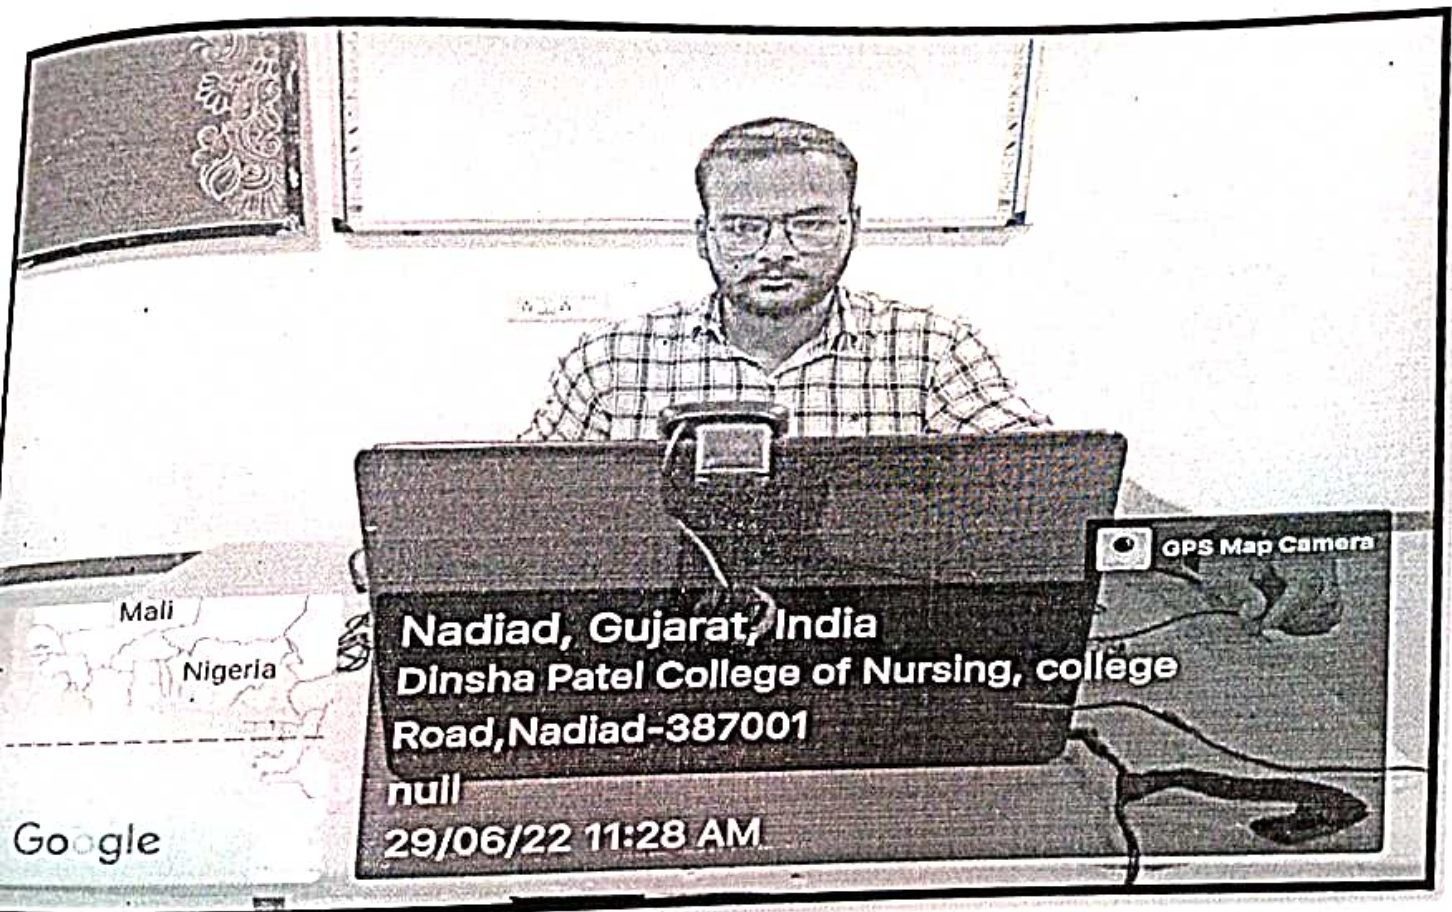 GPS Map Camera
Mali
Nigeria
Google
Nadiad, Gujarat, India
Dinsha Patel College of Nursing, college
Road,Nadiad-387001
null
29/06/22 11:28 AM